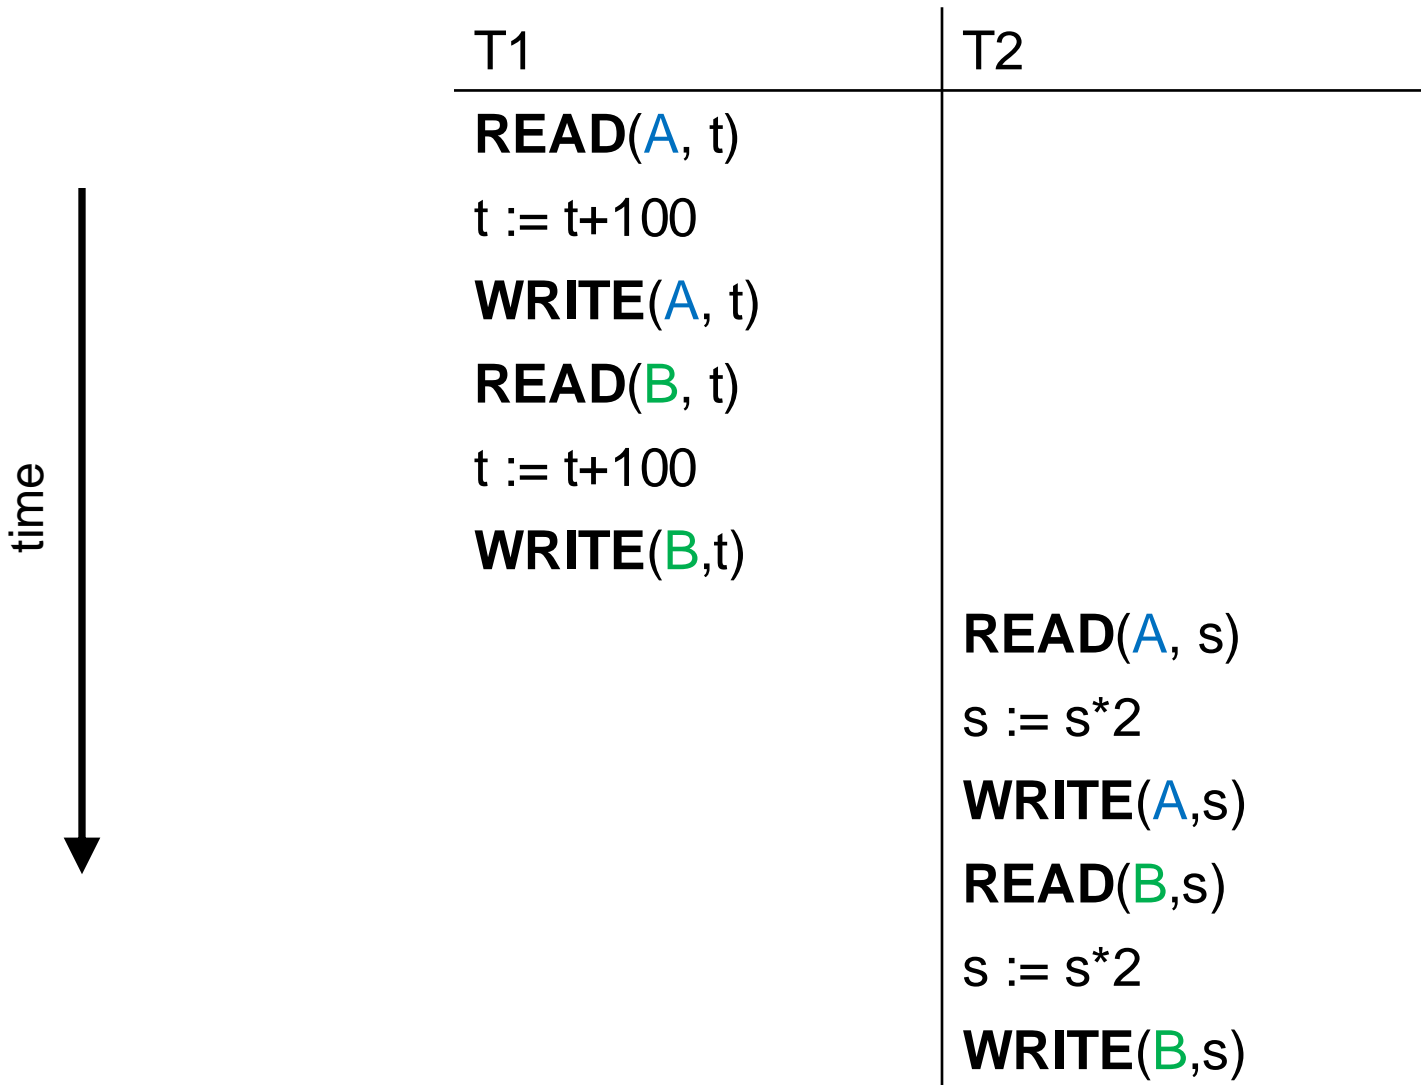 T1 T2
READ(A, t)
t := t+100
WRITE(A, t)
READ(B, t)
t := t+100
WRITE(B,t)
READ(A, s)
s := s*2
WRITE(A,s)
READ(B,s)
s := s*2
WRITE(B,s)
time